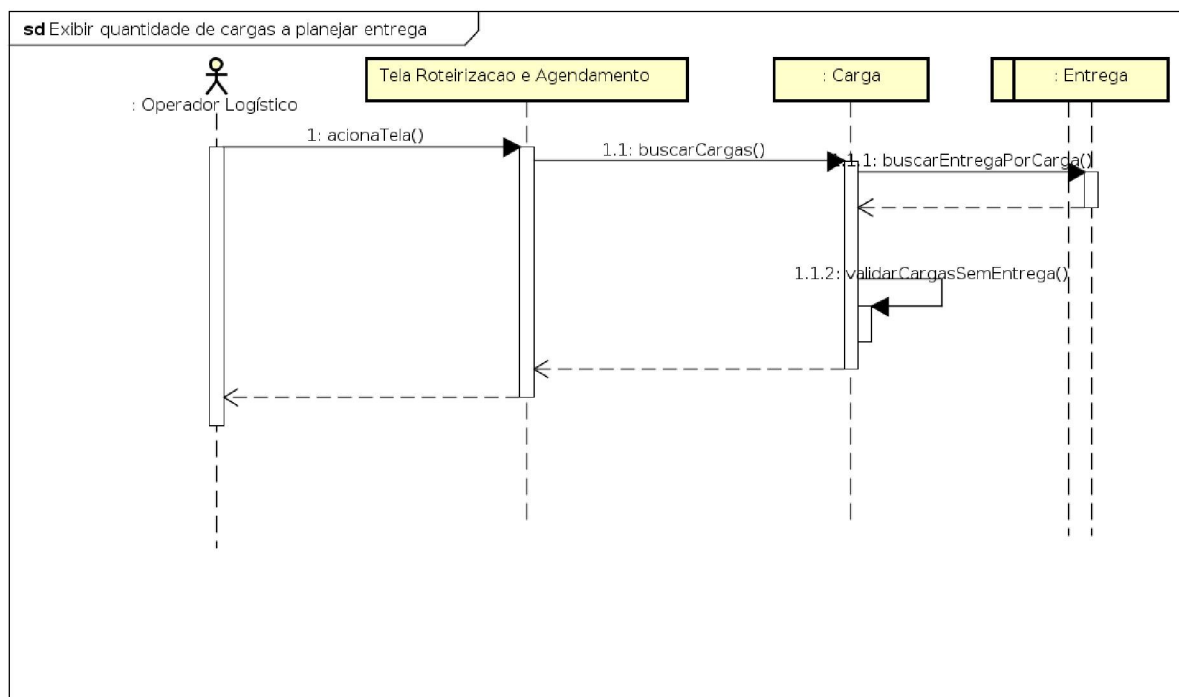 sd Exibir quantidade de cargas a planejar entrega
: Operador Logístico
Tela Roteirizacao e Agendamento
: Carga
: Entrega
1: acionaTela()
1.1: buscarCargas()
1.1.1: buscarEntregaPorCarga()
1.1.2: validarCargasSemEntrega()